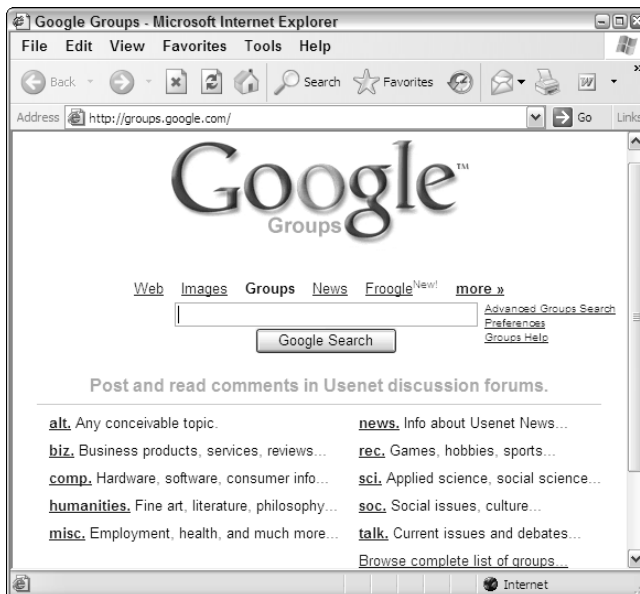 Google Groups - Microsoft Internet Explorer
File Edit View Favorites Tools Help
Back Search Favorites W »
Address http://groups.google.com/ Go Links
Google™
Groups
Web Images Groups News Froogle New! more »
Advanced Groups Search
Preferences
Groups Help
Google Search
Post and read comments in Usenet discussion forums.
alt. Any conceivable topic. news. Info about Usenet News...
biz. Business products, services, reviews... rec. Games, hobbies, sports...
comp. Hardware, software, consumer info... sci. Applied science, social science...
humanities. Fine art, literature, philosophy... soc. Social issues, culture...
misc. Employment, health, and much more... talk. Current issues and debates...
Browse complete list of groups...
Internet